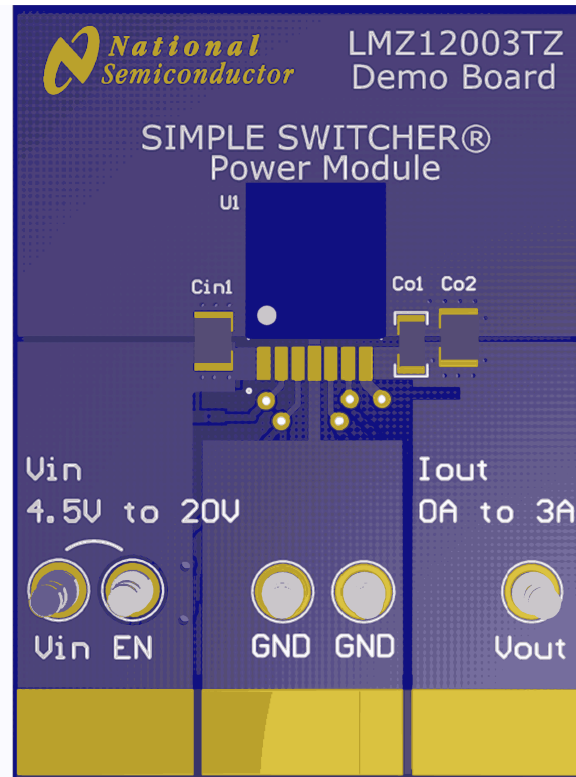 National
Semiconductor
LMZ12003TZ
Demo Board
SIMPLE SWITCHER®
Power Module
U1
Cin1
Co1 Co2
Vin
4.5V to 20V
Iout
0A to 3A
Vin EN GND GND Vout